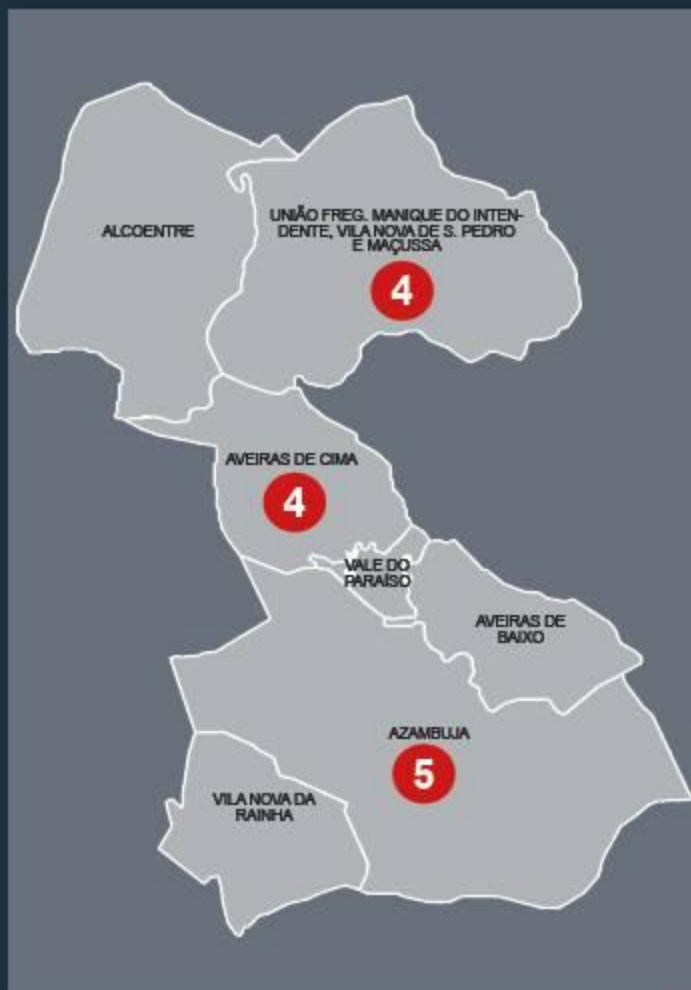 ALCOENTRE
UNIÃO FREG. MANIQUE DO INTEN-
DENTE, VILA NOVA DE S. PEDRO
E MAÇUSSA
4
AVEIRAS DE CIMA
4
VALE DO
PARAÍSO
AVEIRAS DE
BAIXO
AZAMBUJA
5
VILA NOVA DA
RAINHA